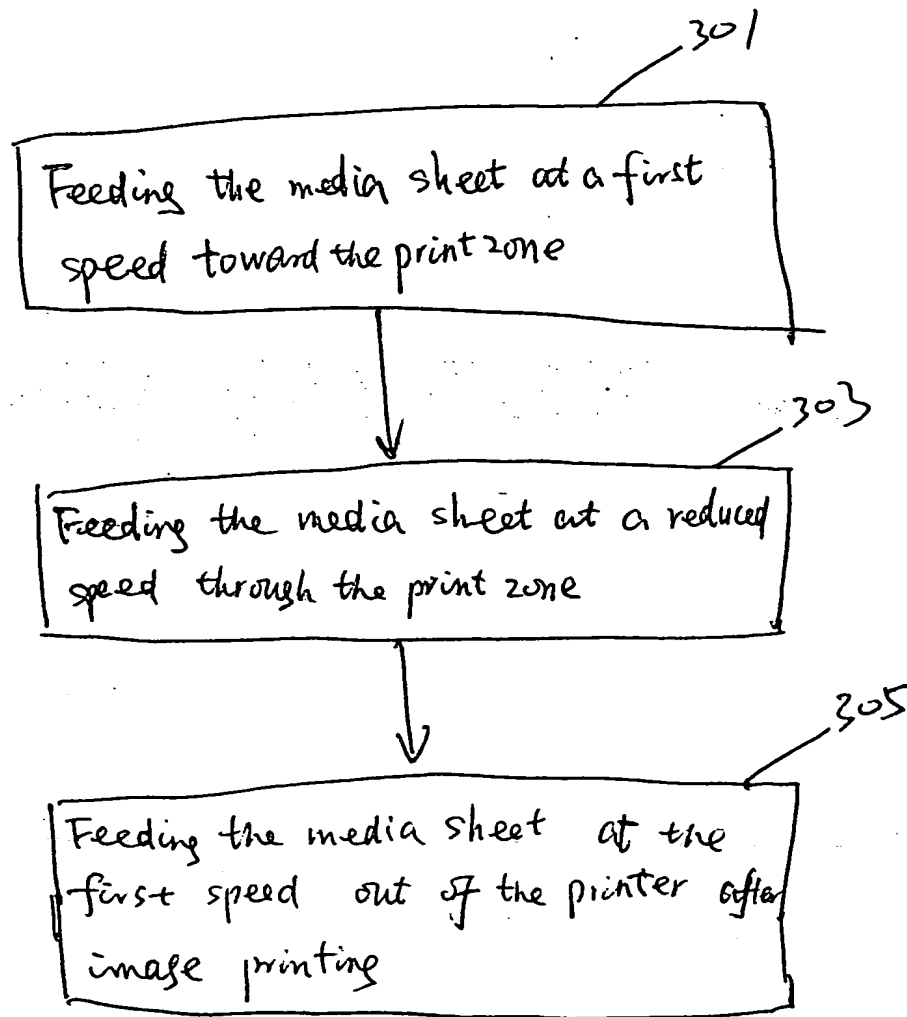 301
Feeding the media sheet at a first
speed toward the print zone
303
Feeding the media sheet at a reduced
speed through the print zone
305
Feeding the media sheet at the
first speed out of the printer after
image printing